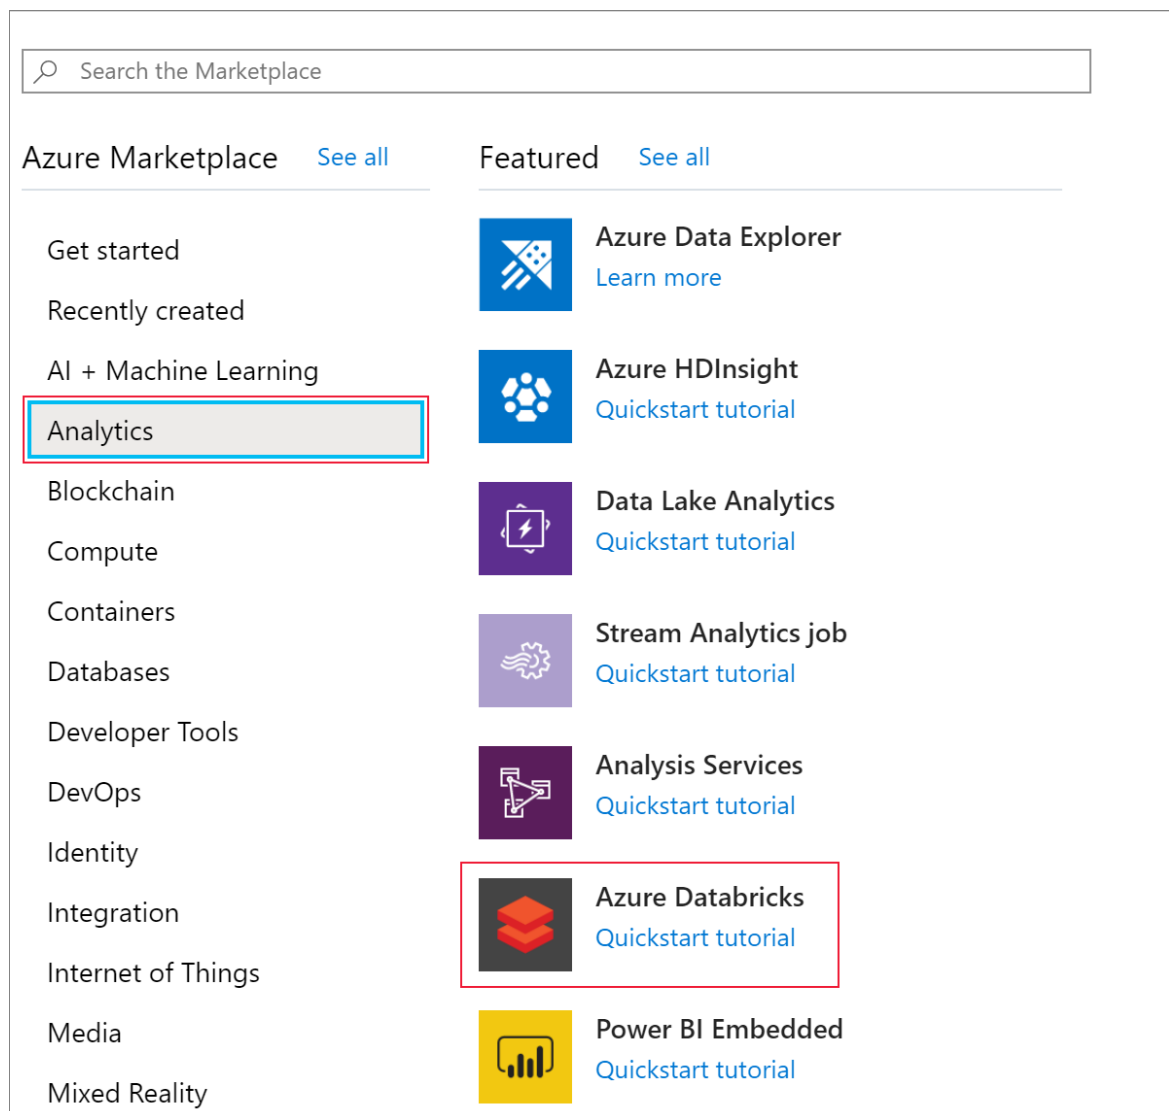 Search the Marketplace
Azure Marketplace See all
Get started
Recently created
AI + Machine Learning
Analytics
Blockchain
Compute
Containers
Databases
Developer Tools
DevOps
Identity
Integration
Internet of Things
Media
Mixed Reality
Featured See all
Azure Data Explorer
Learn more
Azure HDInsight
Quickstart tutorial
Data Lake Analytics
Quickstart tutorial
Stream Analytics job
Quickstart tutorial
Analysis Services
Quickstart tutorial
Azure Databricks
Quickstart tutorial
Power BI Embedded
Quickstart tutorial